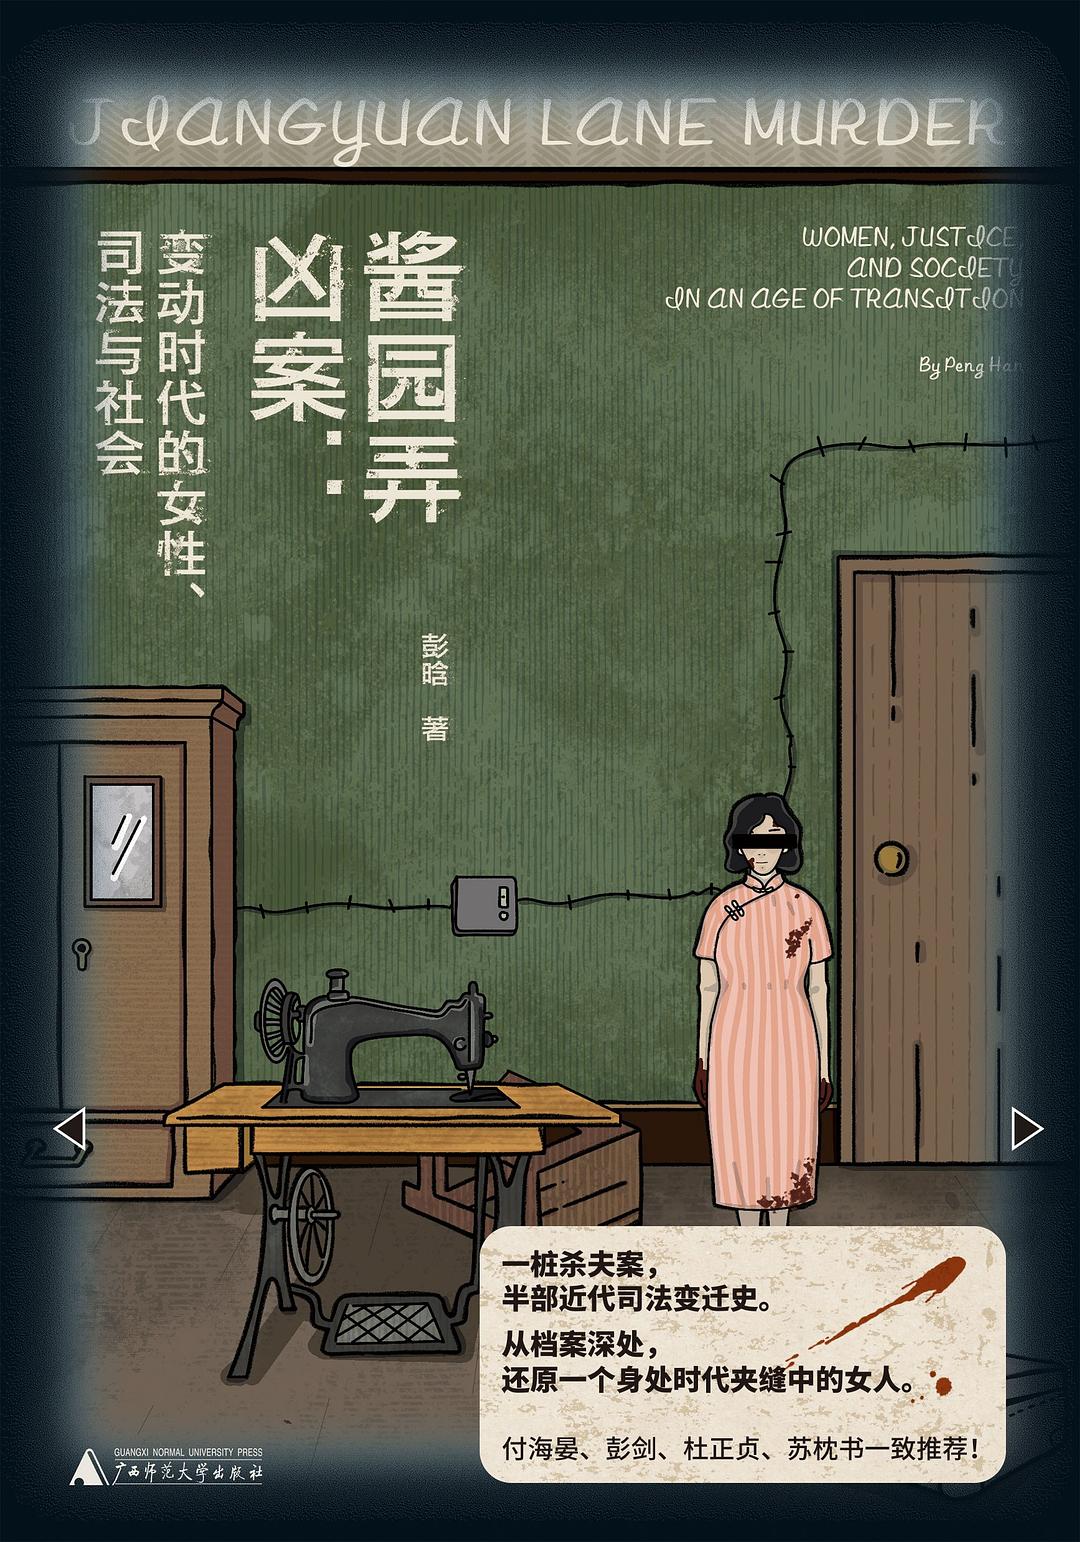 JIANGYUAN LANE MURDER
WOMEN, JUSTICE,
AND SOCIETY
IN AN AGE OF TRANSITION
By Peng Han
酱园弄
凶案：
变动时代的女性、
司法与社会
彭晗 著
一桩杀夫案，
半部近代司法变迁史。
从档案深处，
还原一个身处时代夹缝中的女人。
付海晏、彭剑、杜正贞、苏枕书一致推荐！
GUANGXI NORMAL UNIVERSITY PRESS
广西师范大学出版社